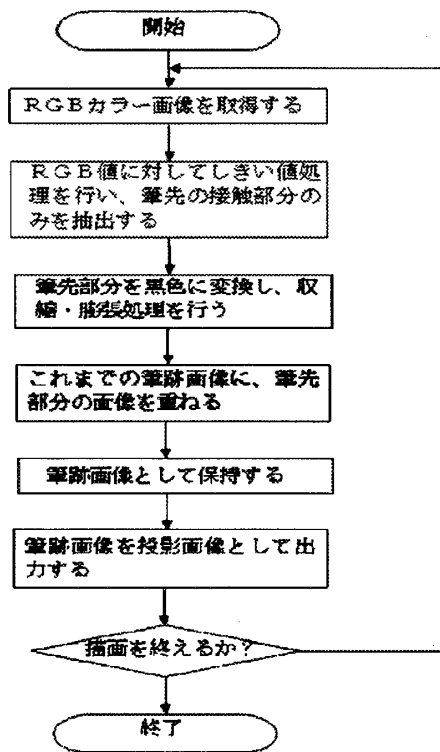 開始
RGBカラー画像を取得する
RGB値に対してしきい値処
理を行い、筆先の接触部分の
みを抽出する
筆先部分を黒色に変換し、収
縮・膨張処理を行う
これまでの筆跡画像に、筆先
部分の画像を重ねる
筆跡画像として保持する
筆跡画像を投影画像として出
力する
描画を終えるか？
終了